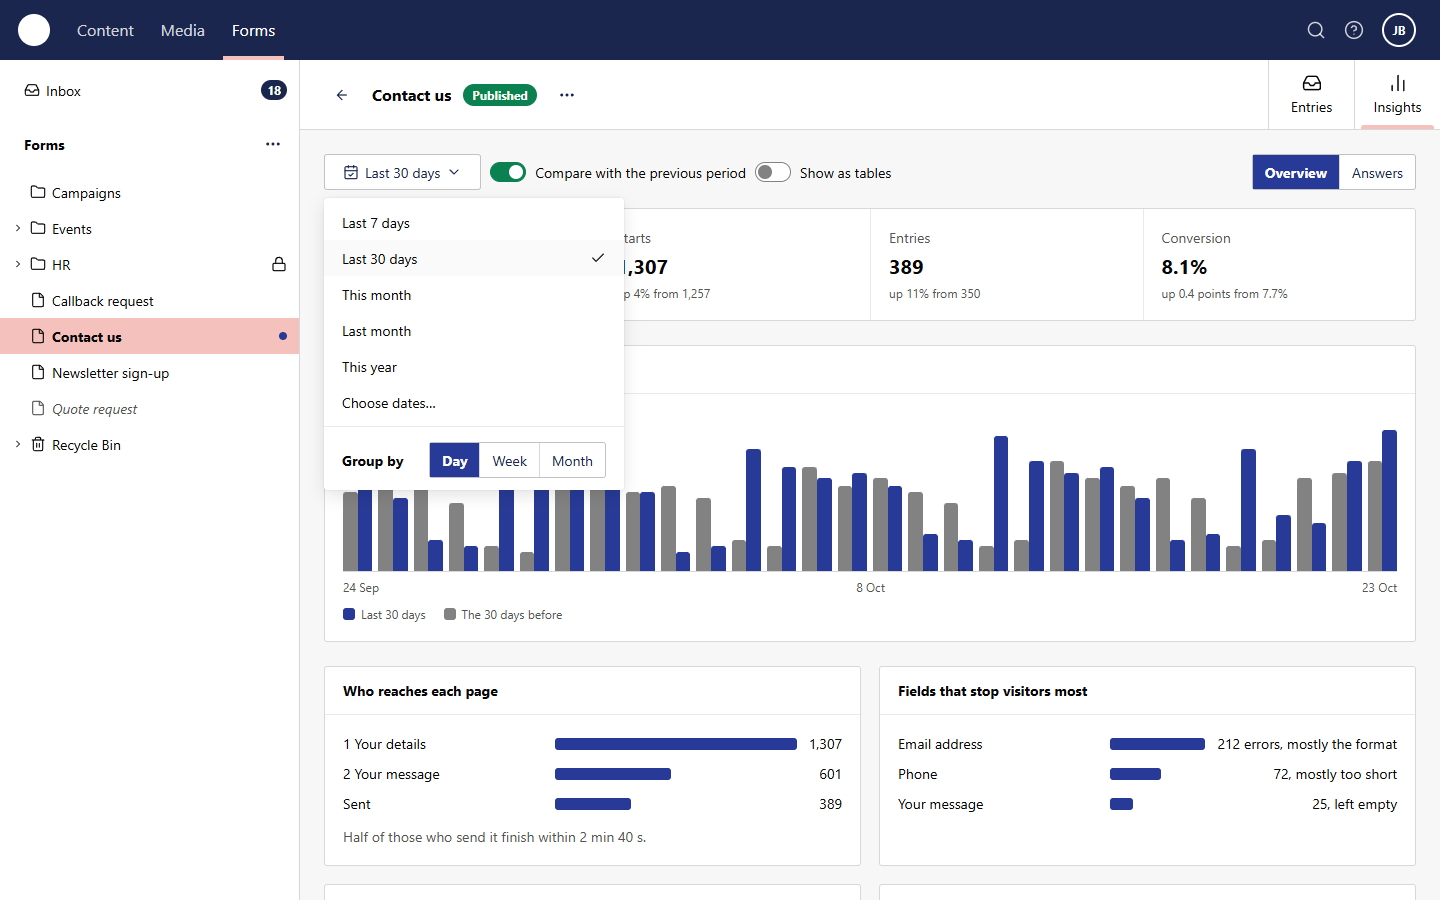 Content Media Forms JB
Inbox 18
Forms
Campaigns
Events
HR
Callback request
Contact us
Newsletter sign-up
Quote request
Recycle Bin
Contact us Published
Entries
Insights
Last 30 days Compare with the previous period Show as tables Overview Answers
Last 7 days
Last 30 days
This month
Last month
This year
Choose dates...
Group by Day Week Month
Entries
389
up 11% from 350
Conversion
8.1%
up 0.4 points from 7.7%
4% from 1,257
24 Sep 8 Oct 23 Oct
Last 30 days The 30 days before
Who reaches each page
1 Your details 1,307
2 Your message 601
Sent 389
Half of those who send it finish within 2 min 40 s.
Fields that stop visitors most
Email address 212 errors, mostly the format
Phone 72, mostly too short
Your message 25, left empty